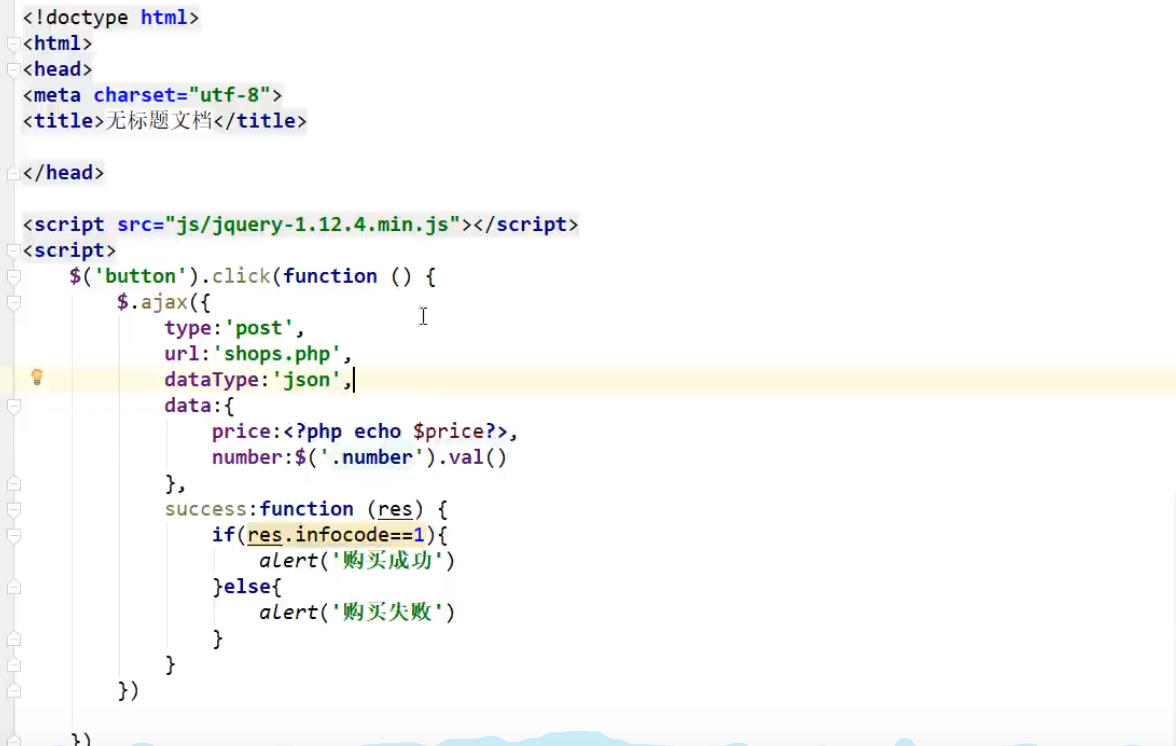 <!doctype html>
<html>
<head>
<meta charset="utf-8">
<title>无标题文档</title>
</head>
<script src="js/jquery-1.12.4.min.js"></script>
<script>
$('button').click(function () {
$.ajax({
type:'post',
url:'shops.php',
dataType:'json',
data:{
price:<?php echo $price?>,
number:$('.number').val()
},
success:function (res) {
if(res.infocode==1){
alert('购买成功')
}else{
alert('购买失败')
}
}
})
})